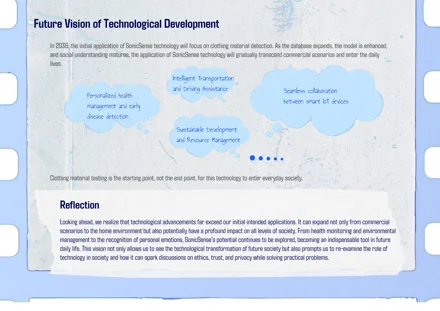 Future Vision of Technological Development
In 2030, the initial application of SonicSense technology will focus on clothing material detection. As the database expands, the model is enhanced,
and social understanding matures, the application of SonicSense technology will gradually transcend commercial scenarios and enter the daily
lives.
Intelligent Transportation
and Driving Assistance
Personalized health
management and early
disease detection
Seamless collaboration
between smart IoT devices
Sustainable Development
and Resource Management
Clothing material testing is the starting point, not the end point, for this technology to enter everyday society.
Reflection
Looking ahead, we realize that technological advancements far exceed our initial intended applications. It can expand not only from commercial
scenarios to the home environment but also potentially have a profound impact on all levels of society. From health monitoring and environmental
management to the recognition of personal emotions, SonicSense's potential continues to be explored, becoming an indispensable tool in future
daily life. This vision not only allows us to see the technological transformation of future society but also prompts us to re-examine the role of
technology in society and how it can spark discussions on ethics, trust, and privacy while solving practical problems.